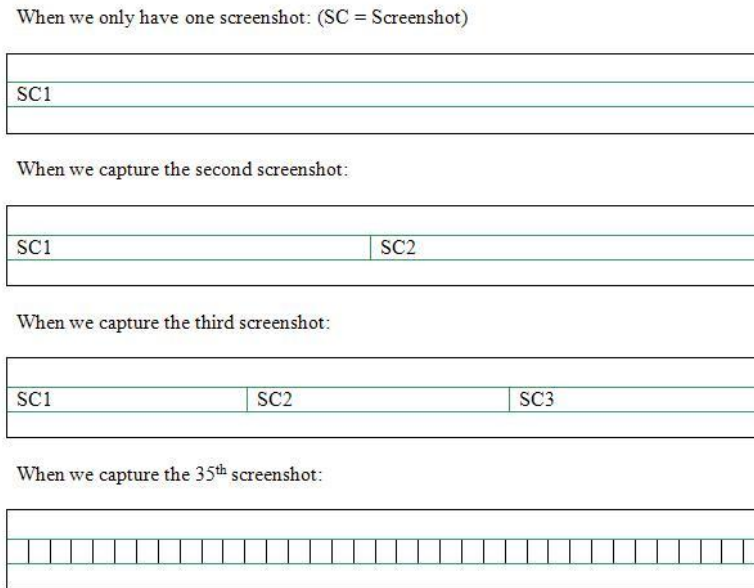 When we only have one screenshot: (SC = Screenshot)
SC1
When we capture the second screenshot:
SC1 SC2
When we capture the third screenshot:
SC1 SC2 SC3
When we capture the 35th screenshot: